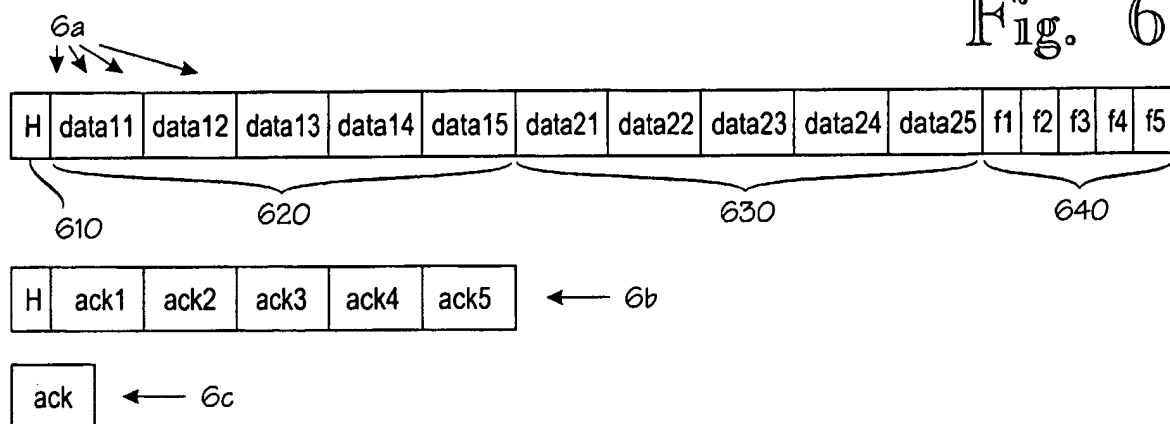 Fig. 6
6a
H data11 data12 data13 data14 data15 data21 data22 data23 data24 data25 f1 f2 f3 f4 f5
610 620 630 640
H ack1 ack2 ack3 ack4 ack5 6b
ack 6c